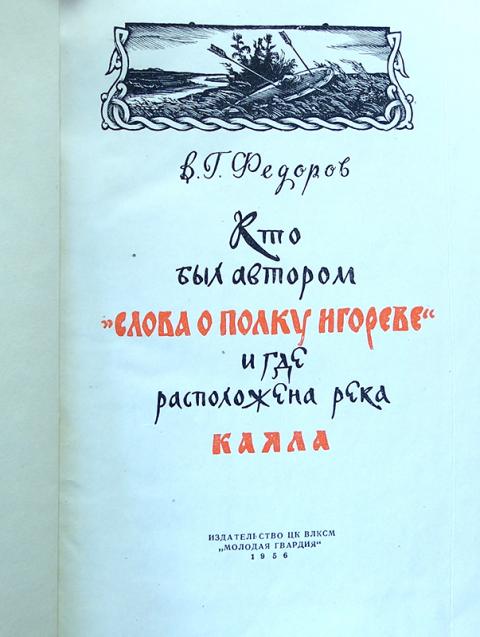 В. Г. Федоров
Кто
был автором
„Слова о полку Игореве“
и где
расположена река
Каяла
ИЗДАТЕЛЬСТВО ЦК ВЛКСМ
„МОЛОДАЯ ГВАРДИЯ“
1956